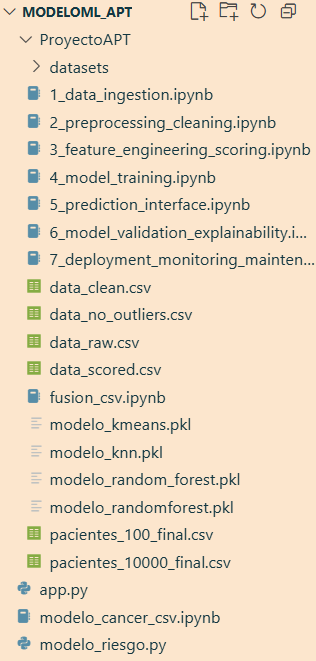 MODELOML_APT
ProyectoAPT
datasets
1_data_ingestion.ipynb
2_preprocessing_cleaning.ipynb
3_feature_engineering_scoring.ipynb
4_model_training.ipynb
5_prediction_interface.ipynb
6_model_validation_explainability.i...
7_deployment_monitoring_mainten...
data_clean.csv
data_no_outliers.csv
data_raw.csv
data_scored.csv
fusion_csv.ipynb
modelo_kmeans.pkl
modelo_knn.pkl
modelo_random_forest.pkl
modelo_randomforest.pkl
pacientes_100_final.csv
pacientes_10000_final.csv
app.py
modelo_cancer_csv.ipynb
modelo_riesgo.py